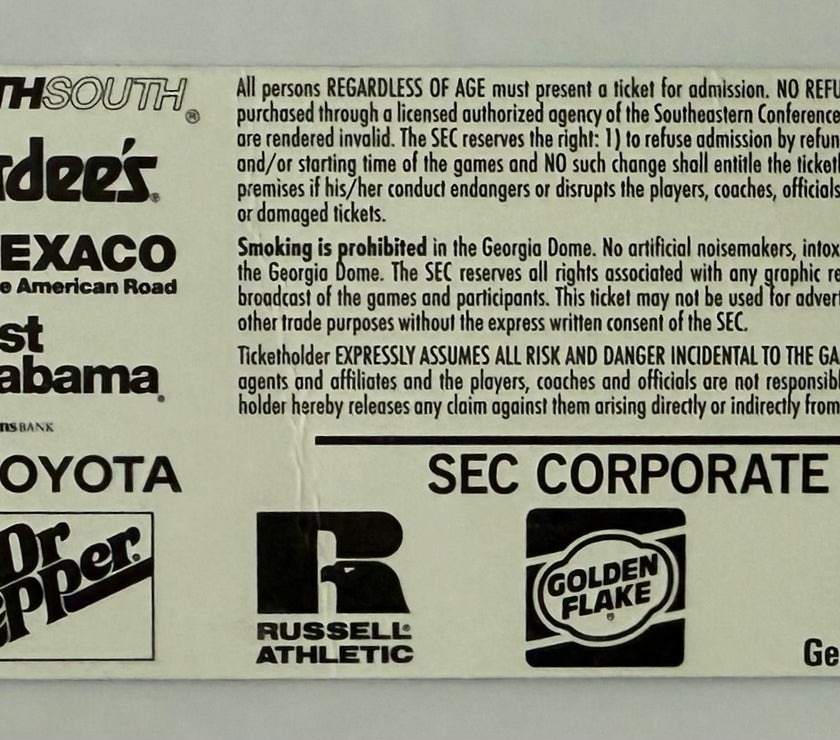 THSOUTH®
rdee's®
EXACO
e American Road
st
abama®
nsBANK
OYOTA
Dr
epper®
All persons REGARDLESS OF AGE must present a ticket for admission. NO REFU
purchased through a licensed authorized agency of the Southeastern Conference
are rendered invalid. The SEC reserves the right: 1) to refuse admission by refun
and/or starting time of the games and NO such change shall entitle the ticketh
premises if his/her conduct endangers or disrupts the players, coaches, officials
or damaged tickets.
Smoking is prohibited in the Georgia Dome. No artificial noisemakers, intox
the Georgia Dome. The SEC reserves all rights associated with any graphic re
broadcast of the games and participants. This ticket may not be used for advert
other trade purposes without the express written consent of the SEC.
Ticketholder EXPRESSLY ASSUMES ALL RISK AND DANGER INCIDENTAL TO THE GA
agents and affiliates and the players, coaches and officials are not responsibl
holder hereby releases any claim against them arising directly or indirectly from
SEC CORPORATE
RUSSELL®
ATHLETIC
GOLDEN
FLAKE®
Ge